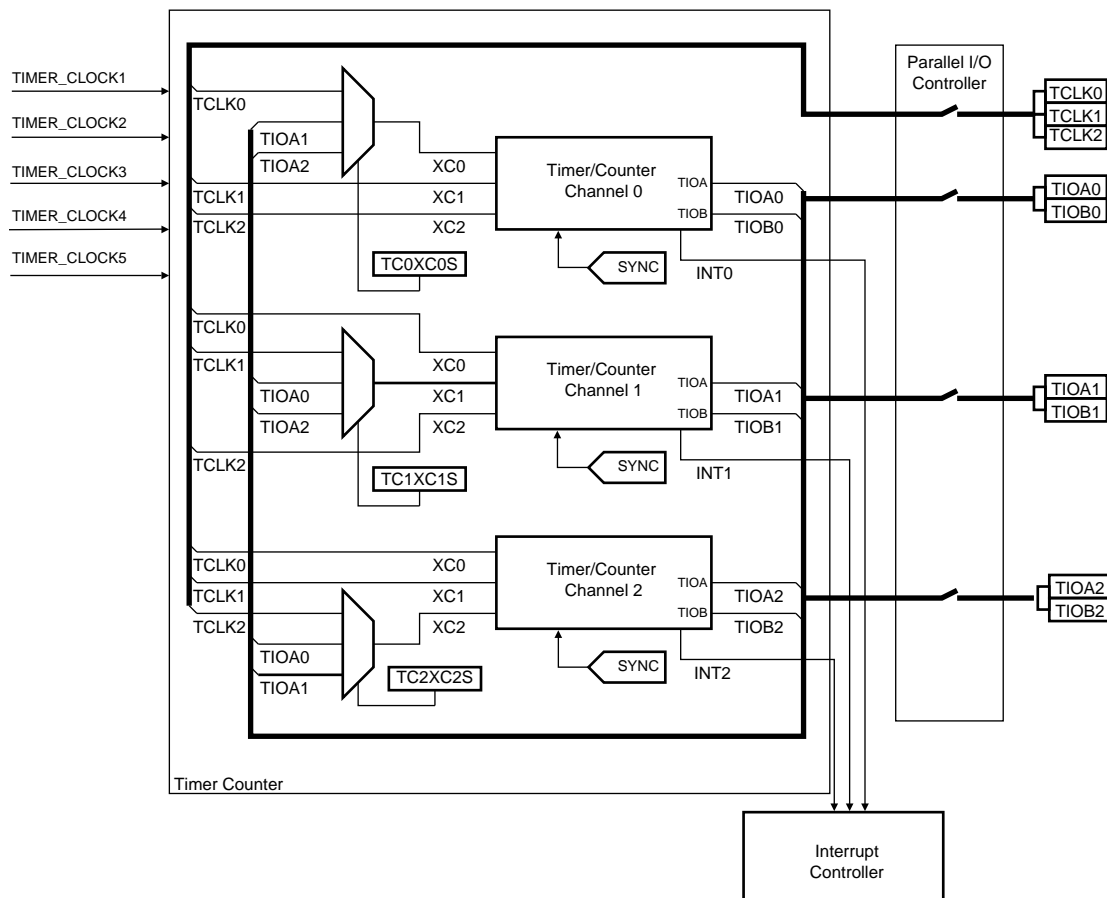 TIMER_CLOCK1
TIMER_CLOCK2
TIMER_CLOCK3
TIMER_CLOCK4
TIMER_CLOCK5
TCLK0
TIOA1
TIOA2
TCLK1
TCLK2
XC0
XC1
XC2
TC0XC0S
Timer/Counter
Channel 0
TIOA
TIOB
TIOA0
TIOB0
SYNC
INT0
TCLK0
TCLK1
TIOA0
TIOA2
TCLK2
XC0
XC1
XC2
TC1XC1S
Timer/Counter
Channel 1
TIOA
TIOB
TIOA1
TIOB1
SYNC
INT1
TCLK0
TCLK1
TCLK2
TIOA0
TIOA1
XC0
XC1
XC2
TC2XC2S
Timer/Counter
Channel 2
TIOA
TIOB
TIOA2
TIOB2
SYNC
INT2
Timer Counter
Parallel I/O
Controller
TCLK0
TCLK1
TCLK2
TIOA0
TIOB0
TIOA1
TIOB1
TIOA2
TIOB2
Interrupt
Controller